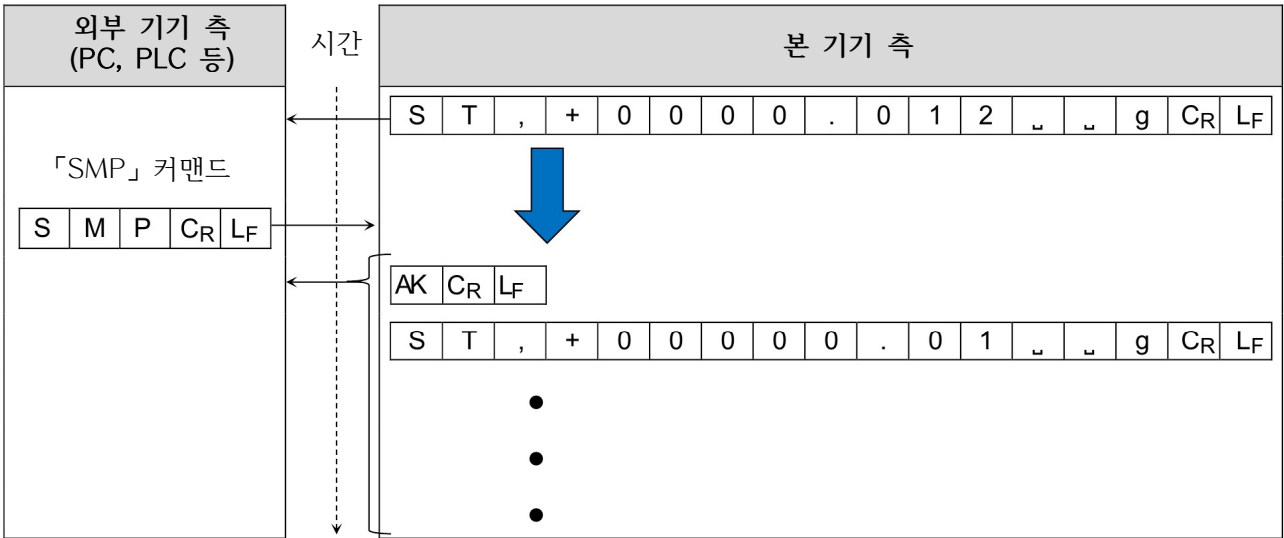 외부 기기 측
(PC, PLC 등)
시간
본 기기 측
S T , + 0 0 0 0 . 0 1 2 ␣ ␣ g CR LF
「SMP」 커맨드
S M P CR LF
AK CR LF
S T , + 0 0 0 0 0 . 0 1 ␣ ␣ g CR LF